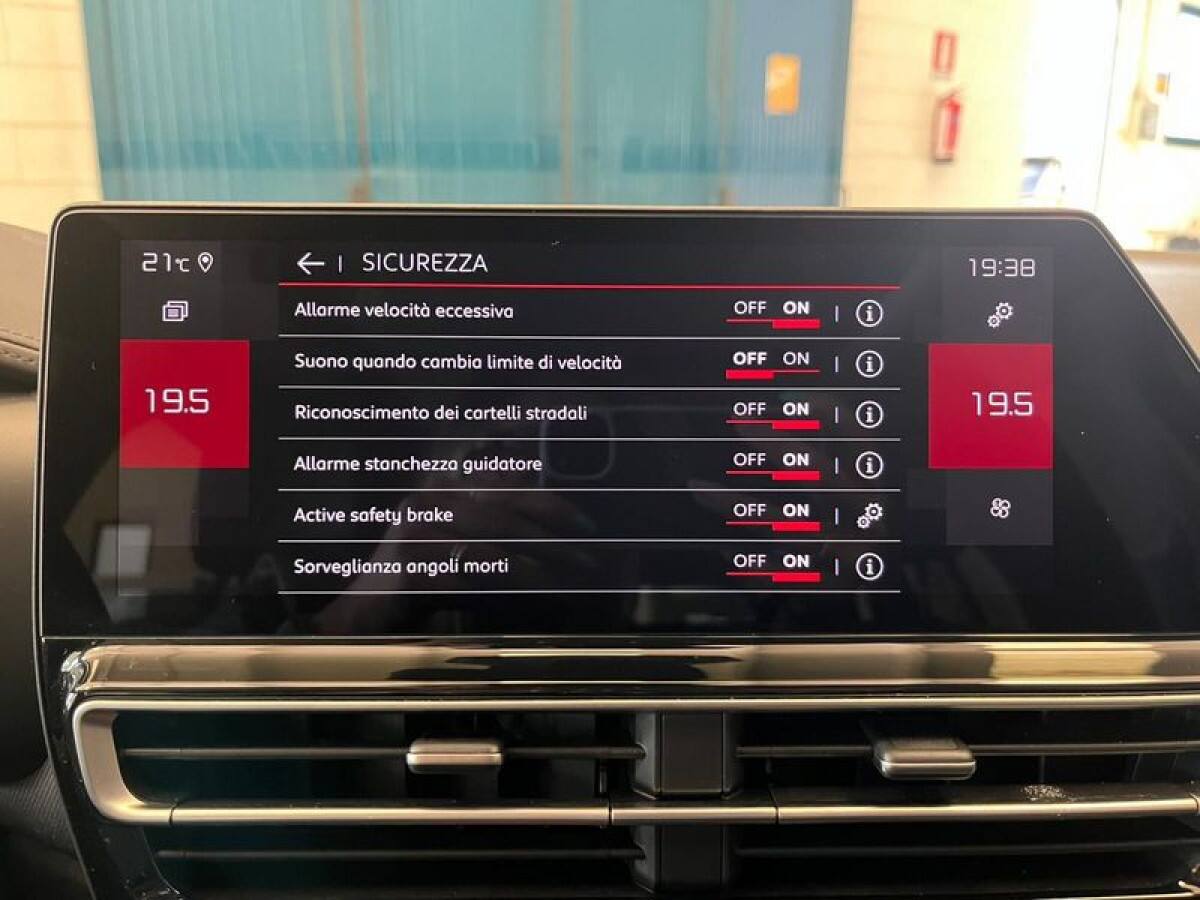 21°C
SICUREZZA
19:38
Allarme velocità eccessiva OFF ON
Suono quando cambia limite di velocità OFF ON
19.5
19.5
Riconoscimento dei cartelli stradali OFF ON
Allarme stanchezza guidatore OFF ON
Active safety brake OFF ON
Sorveglianza angoli morti OFF ON